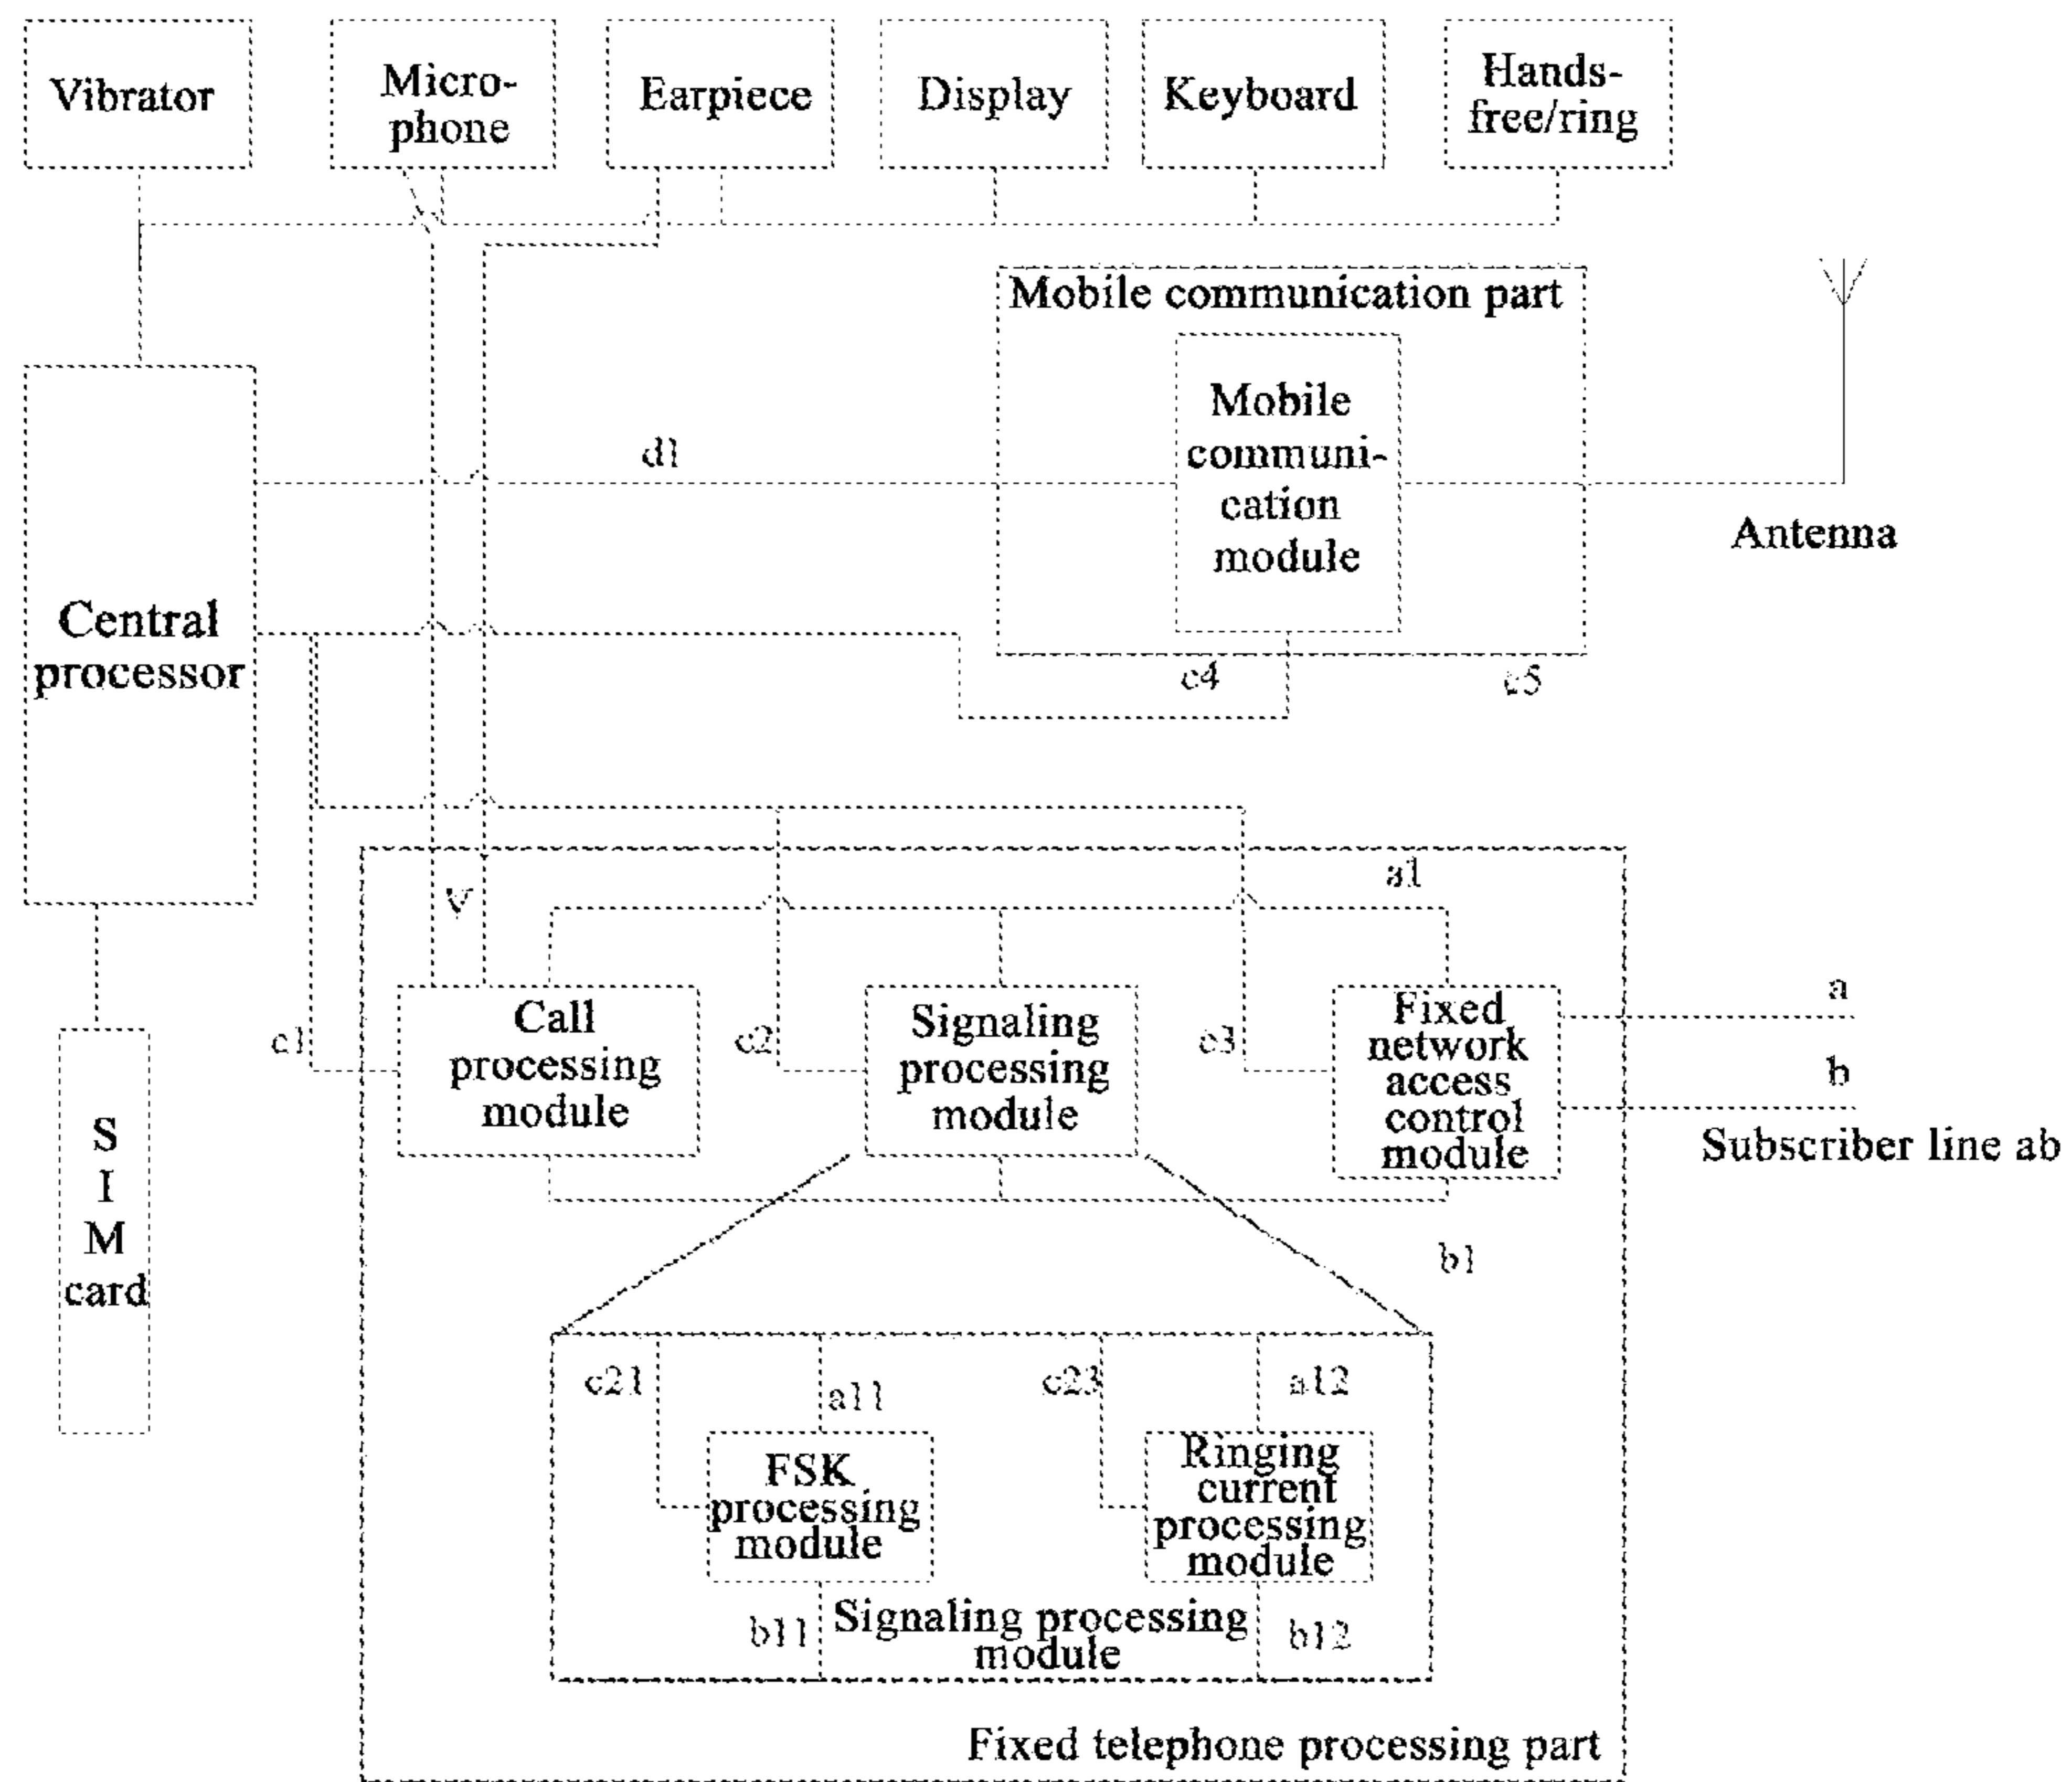 Vibrator
Micro-
phone
Earpiece
Display
Keyboard
Hands-
free/ring
Mobile communication part
Mobile
communi-
cation
module
d1
Antenna
Central
processor
c4
c5
a1
V
Call
processing
module
Signaling
processing
module
Fixed
network
access
control
module
c1
c2
c3
a
b
Subscriber line ab
S
I
M
card
b1
c21
a11
c23
a12
FSK
processing
module
Ringing
current
processing
module
b11
Signaling processing
module
b12
Fixed telephone processing part